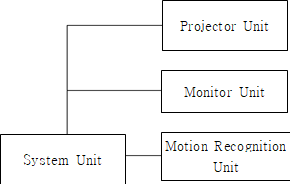 Projector Unit
Monitor Unit
Motion Recognition
Unit
System Unit